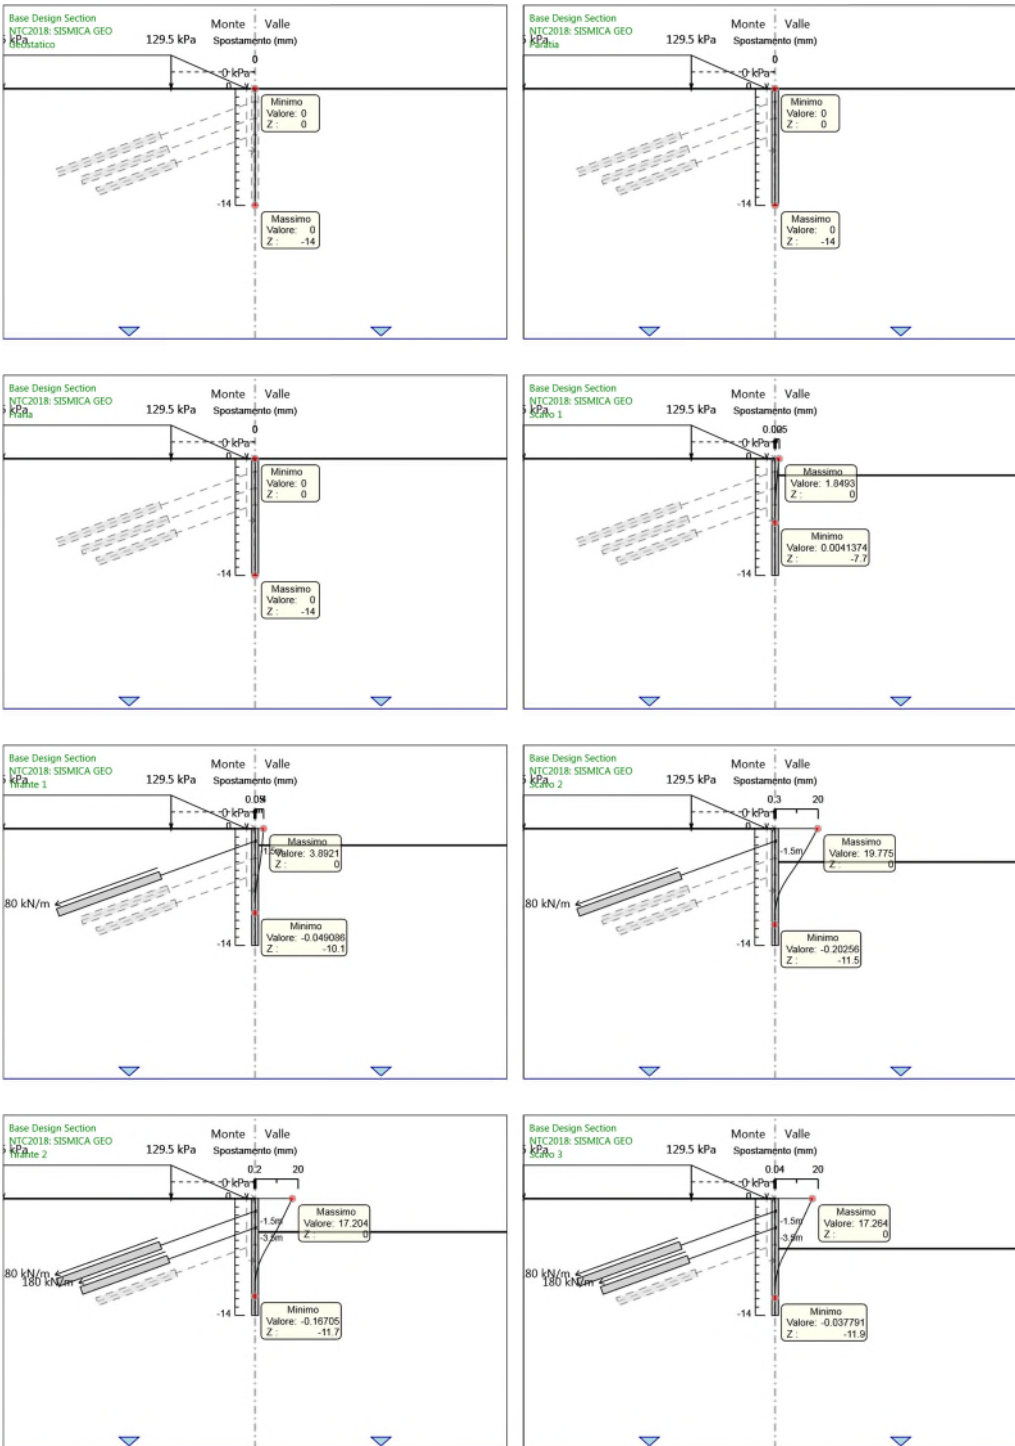 Base Design Section
NTC2018: SISMICA GEO
Geostatico
Monte Valle
129.5 kPa Spostamento (mm)
0
0 kPa
0
Minimo
Valore: 0
Z : 0
-14
Massimo
Valore: 0
Z : -14
Base Design Section
NTC2018: SISMICA GEO
Paratia
Monte Valle
129.5 kPa Spostamento (mm)
0
0 kPa
0
Minimo
Valore: 0
Z : 0
-14
Massimo
Valore: 0
Z : -14
Base Design Section
NTC2018: SISMICA GEO
Frana
Monte Valle
129.5 kPa Spostamento (mm)
0
0 kPa
0
Minimo
Valore: 0
Z : 0
-14
Massimo
Valore: 0
Z : -14
Base Design Section
NTC2018: SISMICA GEO
Scavo 1
Monte Valle
129.5 kPa Spostamento (mm)
0 kPa
0
Massimo
Valore: 1.8493
Z : 0
Minimo
Valore: 0.0041374
Z : -7.7
-14
Base Design Section
NTC2018: SISMICA GEO
Tirante 1
Monte Valle
129.5 kPa Spostamento (mm)
0 kPa
0
Massimo
Valore: 3.8921
Z : 0
80 kN/m
Minimo
Valore: -0.049086
Z : -10.1
-14
Base Design Section
NTC2018: SISMICA GEO
Scavo 2
Monte Valle
129.5 kPa Spostamento (mm)
0.3 20
0 kPa
0
-1.5m
Massimo
Valore: 19.775
Z : 0
80 kN/m
Minimo
Valore: -0.20256
Z : -11.5
-14
Base Design Section
NTC2018: SISMICA GEO
Tirante 2
Monte Valle
129.5 kPa Spostamento (mm)
0.2 20
0 kPa
0
-1.5m
-3.5m
Massimo
Valore: 17.204
Z : 0
80 kN/m
180 kN/m
-14
Minimo
Valore: -0.16705
Z : -11.7
Base Design Section
NTC2018: SISMICA GEO
Scavo 3
Monte Valle
129.5 kPa Spostamento (mm)
0.04 20
0 kPa
0
-1.5m
-3.5m
Massimo
Valore: 17.264
Z : 0
80 kN/m
180 kN/m
-14
Minimo
Valore: -0.037791
Z : -11.9